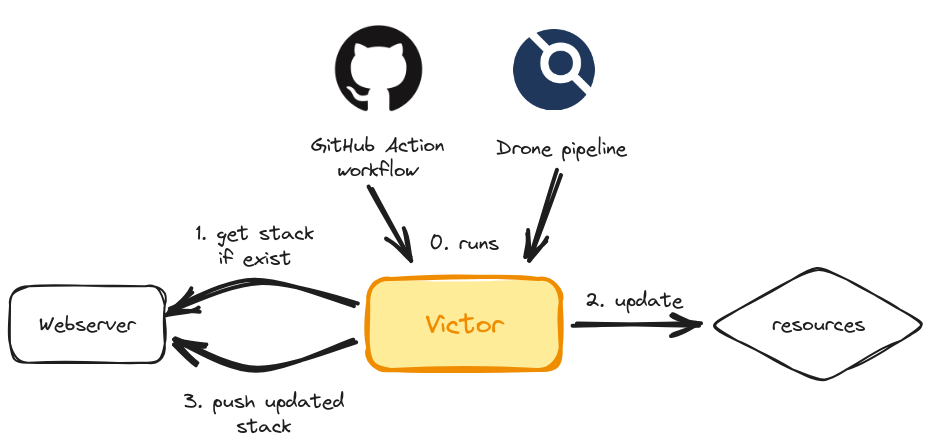 GitHub Action
workflow
Drone pipeline
0. runs
1. get stack
if exist
Webserver
Victor
2. update
resources
3. push updated
stack